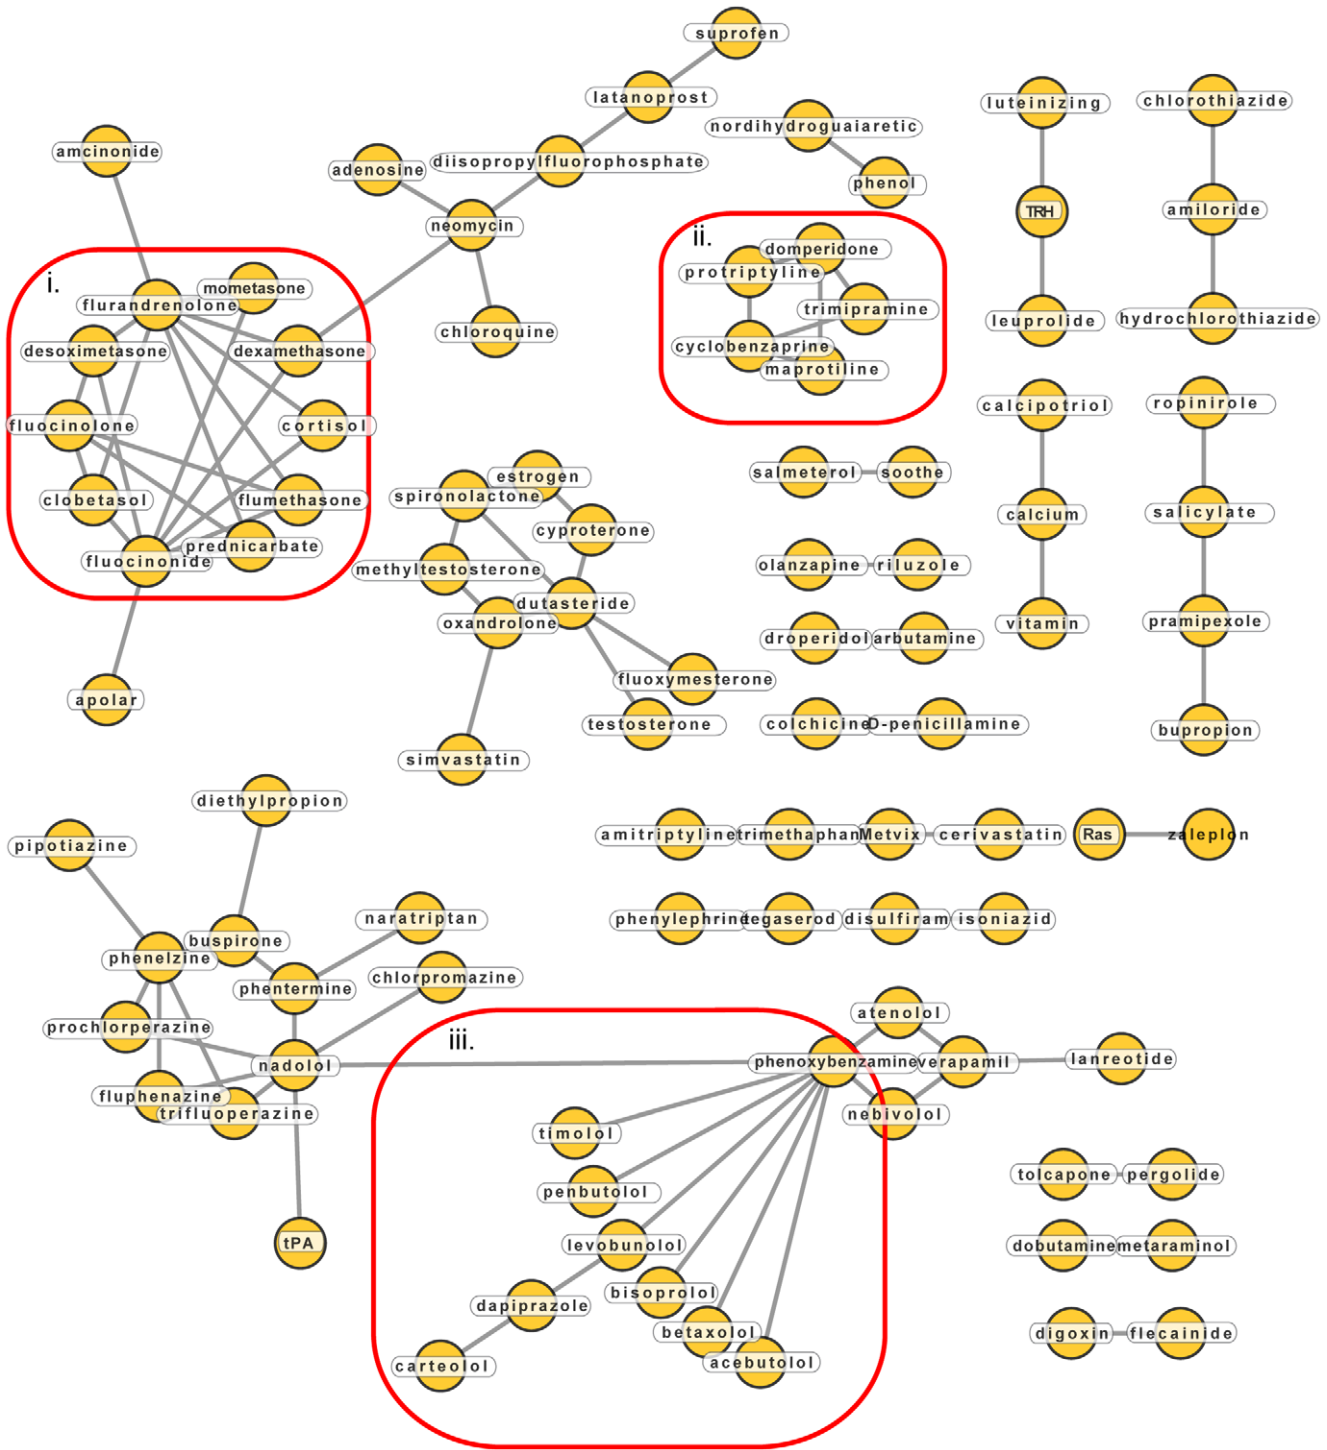 suprofen
latanoprost
luteinizing
chlorothiazide
nordihydroguaiaretic
amcinonide
adenosine
diisopropylfluorophosphate
phenol
TRH
amiloride
neomycin
ii.
domperidone
protriptyline
i.
mometasone
flurandrenolone
trimipramine
leuprolide
hydrochlorothiazide
chloroquine
desoximetasone
dexamethasone
cyclobenzaprine
maprotiline
calcipotriol
ropinirole
fluocinolone
cortisol
salmeterol
soothe
estrogen
spironolactone
clobetasol
flumethasone
calcium
salicylate
cyproterone
prednicarbate
fluocinonide
methyltestosterone
olanzapine
riluzole
dutasteride
oxandrolone
vitamin
pramipexole
droperidol
arbutamine
fluoxymesterone
apolar
testosterone
colchicine
D-penicillamine
bupropion
simvastatin
diethylpropion
pipotiazine
amitriptyline
trimethaphan
Metvix
cerivastatin
Ras
zaleplon
naratriptan
phenylephrine
tegaserod
disulfiram
isoniazid
buspirone
phenelzine
chlorpromazine
phentermine
atenolol
prochlorperazine
iii.
nadolol
phenoxybenzamine
verapamil
lanreotide
fluphenazine
trifluoperazine
nebivolol
timolol
tolcapone
pergolide
penbutolol
tPA
levobunolol
dobutamine
metaraminol
bisoprolol
dapiprazole
betaxolol
digoxin
flecainide
carteolol
acebutolol